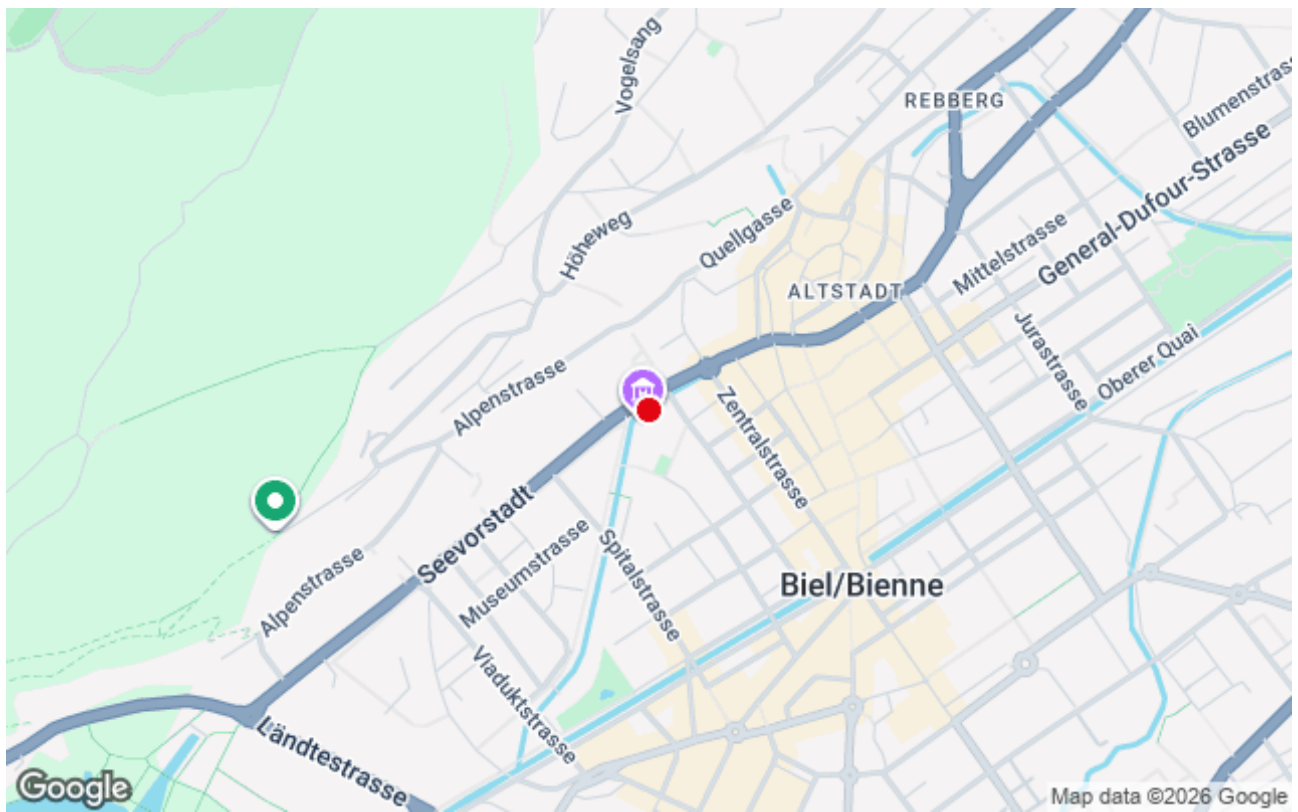 Vogelsang
REBBERG
Blumenstrasse
General-Dufour-Strasse
Höheweg
Quellgasse
Mittelstrasse
ALTSTADT
Jurastrasse
Oberer Quai
Alpenstrasse
Zentralstrasse
Seevorstadt
Museumstrasse
Spitalstrasse
Biel/Bienne
Alpenstrasse
Viaduktstrasse
Ländtestrasse
Google
Map data ©2026 Google